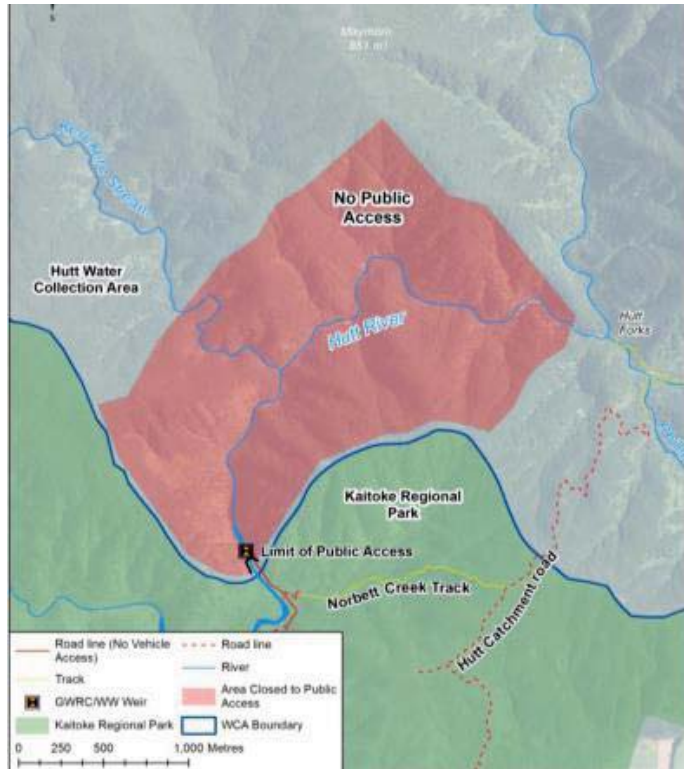 S
Maymorn
No Public
Access
Hutt Water
Collection Area
Hutt River
Hutt
Forks
Kaitoke Regional
Park
Limit of Public Access
Norbett Creek Track
Hutt Catchment road
Road line (No Vehicle
Access)
Track
GWRC/WW Weir
Kaitoke Regional Park
Road line
River
Area Closed to Public
Access
WCA Boundary
0 250 500 1,000 Metres